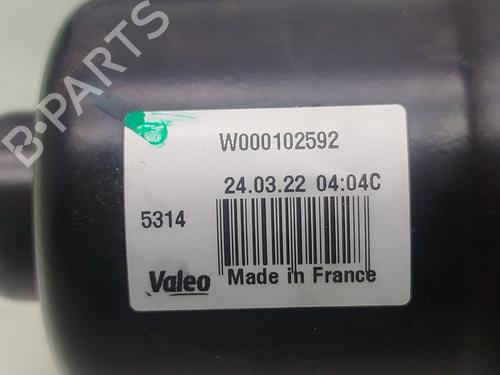 B-PARTS
W000102592
24.03.22 04:04C
5314
Valeo
Made in France